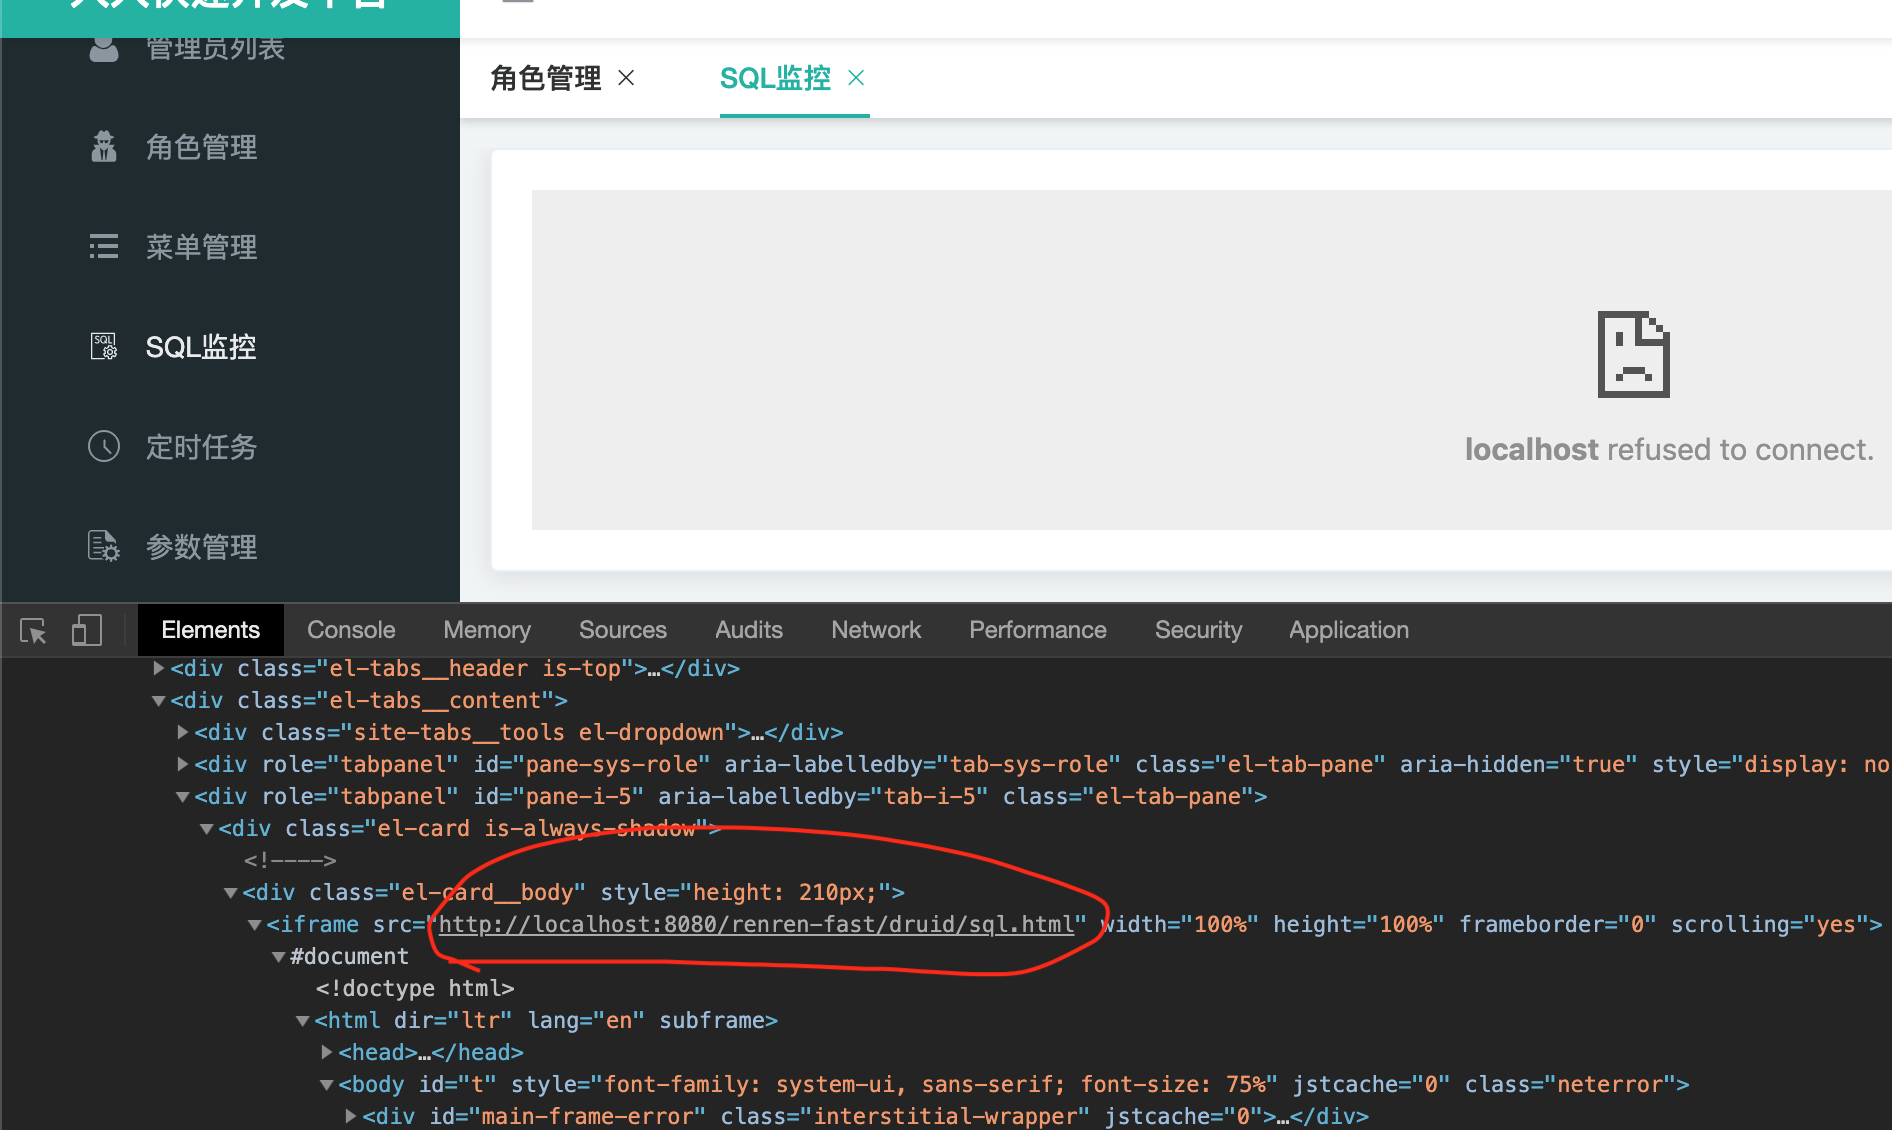 人人快速开发平台
管理员列表
角色管理
菜单管理
SQL监控
定时任务
参数管理
角色管理 ×
SQL监控 ×
localhost refused to connect.
Elements Console Memory Sources Audits Network Performance Security Application
<div class="el-tabs__header is-top">…</div>
<div class="el-tabs__content">
<div class="site-tabs__tools el-dropdown">…</div>
<div role="tabpanel" id="pane-sys-role" aria-labelledby="tab-sys-role" class="el-tab-pane" aria-hidden="true" style="display: no
<div role="tabpanel" id="pane-i-5" aria-labelledby="tab-i-5" class="el-tab-pane">
<div class="el-card is-always-shadow">
<!---->
<div class="el-card__body" style="height: 210px;">
<iframe src="http://localhost:8080/renren-fast/druid/sql.html" width="100%" height="100%" frameborder="0" scrolling="yes">
#document
<!doctype html>
<html dir="ltr" lang="en" subframe>
<head>…</head>
<body id="t" style="font-family: system-ui, sans-serif; font-size: 75%" jstcache="0" class="neterror">
<div id="main-frame-error" class="interstitial-wrapper" jstcache="0">…</div>